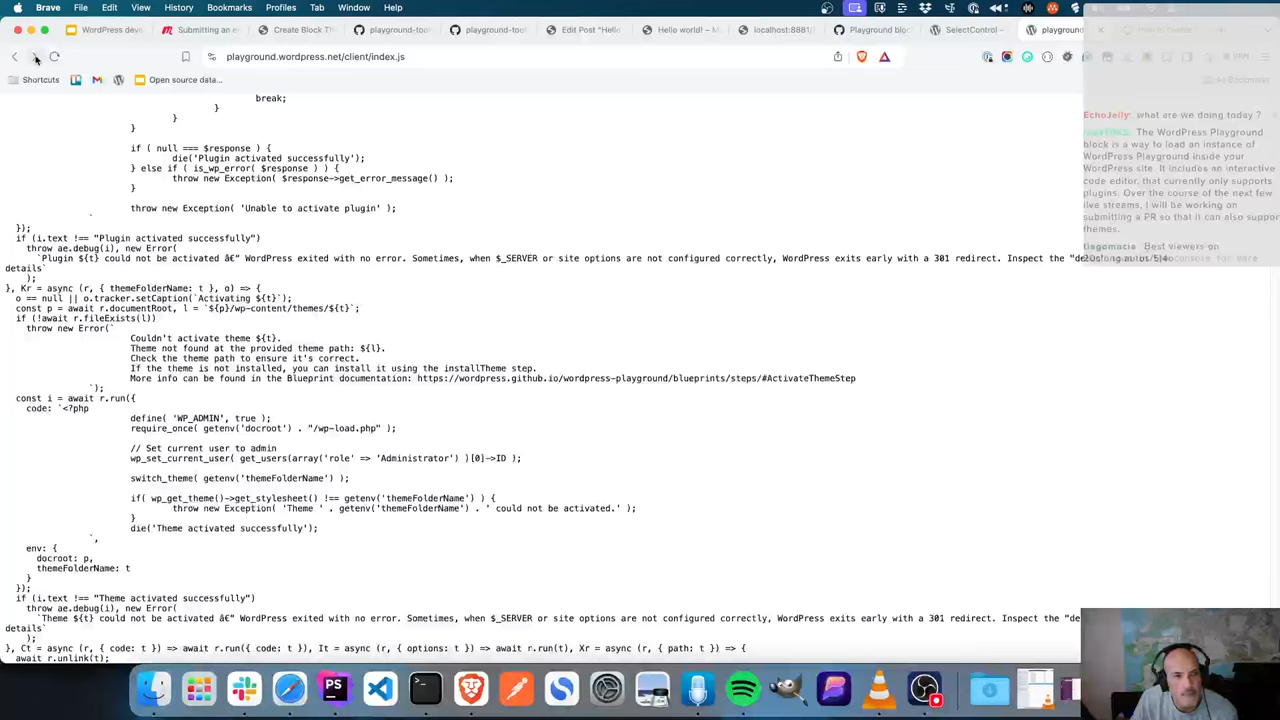 Brave File Edit View History Bookmarks Profiles Tab Window Help
WordPress deve
Submitting an e
Create Block Th
playground-tool
playground-tool
Edit Post "Hello
Hello world! – M
localhost:8881/
Playground bloc
SelectControl –
playground
playground.wordpress.net/client/index.js
VPN
Shortcuts
Open source data...
All Bookmarks
break;
}
}
}
if ( null === $response ) {
die('Plugin activated successfully');
} else if ( is_wp_error( $response ) ) {
throw new Exception( $response->get_error_message() );
}
throw new Exception( 'Unable to activate plugin' );
`
});
if (i.text !== "Plugin activated successfully")
throw ae.debug(i), new Error(
`Plugin ${t} could not be activated â€” WordPress exited with no error. Sometimes, when $_SERVER or site options are not configured correctly, WordPress exits early with a 301 redirect. Inspect the "debug" logs in the console for more
details`
);
}, Kr = async (r, { themeFolderName: t }, o) => {
o == null || o.tracker.setCaption(`Activating ${t}`);
const p = await r.documentRoot, l = `${p}/wp-content/themes/${t}`;
if (!await r.fileExists(l))
throw new Error(`
Couldn't activate theme ${t}.
Theme not found at the provided theme path: ${l}.
Check the theme path to ensure it's correct.
If the theme is not installed, you can install it using the installTheme step.
More info can be found in the Blueprint documentation: https://wordpress.github.io/wordpress-playground/blueprints/steps/#ActivateThemeStep
`);
const i = await r.run({
code: `<?php
define( 'WP_ADMIN', true );
require_once( getenv('docroot') . "/wp-load.php" );
// Set current user to admin
wp_set_current_user( get_users(array('role' => 'Administrator') )[0]->ID );
switch_theme( getenv('themeFolderName') );
if( wp_get_theme()->get_stylesheet() !== getenv('themeFolderName') ) {
throw new Exception( 'Theme ' . getenv('themeFolderName') . ' could not be activated.' );
}
die('Theme activated successfully');
`,
env: {
docroot: p,
themeFolderName: t
}
});
if (i.text !== "Theme activated successfully")
throw ae.debug(i), new Error(
`Theme ${t} could not be activated â€” WordPress exited with no error. Sometimes, when $_SERVER or site options are not configured correctly, WordPress exits early with a 301 redirect. Inspect the "de
details`
);
}, Ct = async (r, { code: t }) => await r.run({ code: t }), It = async (r, { options: t }) => await r.run(t), Xr = async (r, { path: t }) => {
await r.unlink(t);
EchoJelly: what are we doing today ?
The WordPress Playground
block is a way to load an instance of
WordPress Playground inside your
WordPress site. It includes an interactive
code editor, that currently only supports
plugins. Over the course of the next few
live streams, I will be working on
submitting a PR so that it can also support
themes.
Best viewers on